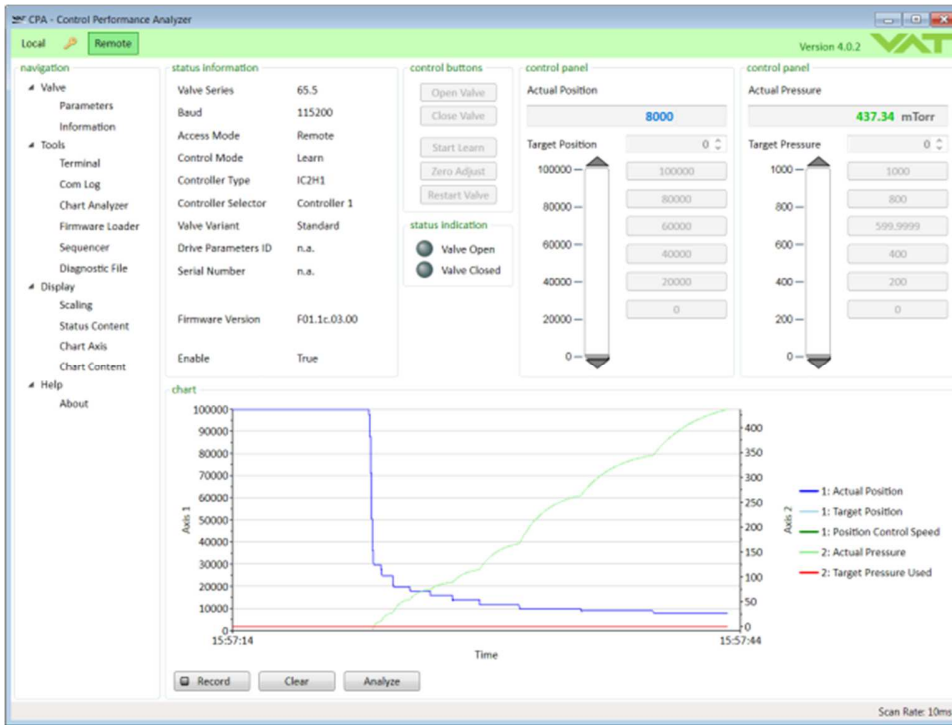 CPA - Control Performance Analyzer
Local Remote Version 4.0.2 VAT
navigation
Valve
Parameters
Information
Tools
Terminal
Com Log
Chart Analyzer
Firmware Loader
Sequencer
Diagnostic File
Display
Scaling
Status Content
Chart Axis
Chart Content
Help
About
status information
Valve Series 65.5
Baud 115200
Access Mode Remote
Control Mode Learn
Controller Type IC2H1
Controller Selector Controller 1
Valve Variant Standard
Drive Parameters ID n.a.
Serial Number n.a.
Firmware Version F01.1c.03.00
Enable True
control buttons
Open Valve
Close Valve
Start Learn
Zero Adjust
Restart Valve
status indication
Valve Open
Valve Closed
control panel
Actual Position
8000
Target Position 0
100000 100000
80000 80000
60000 60000
40000 40000
20000 20000
0 0
control panel
Actual Pressure
437.34 mTorr
Target Pressure 0
1000 1000
800 800
600 599.9999
400 400
200 200
0 0
chart
100000
90000
80000
70000
60000
50000
40000
30000
20000
10000
0
Axis 1
400
350
300
250
200
150
100
50
0
Axis 2
15:57:14 15:57:44
Time
1: Actual Position
1: Target Position
1: Position Control Speed
2: Actual Pressure
2: Target Pressure Used
Record Clear Analyze
Scan Rate: 10ms